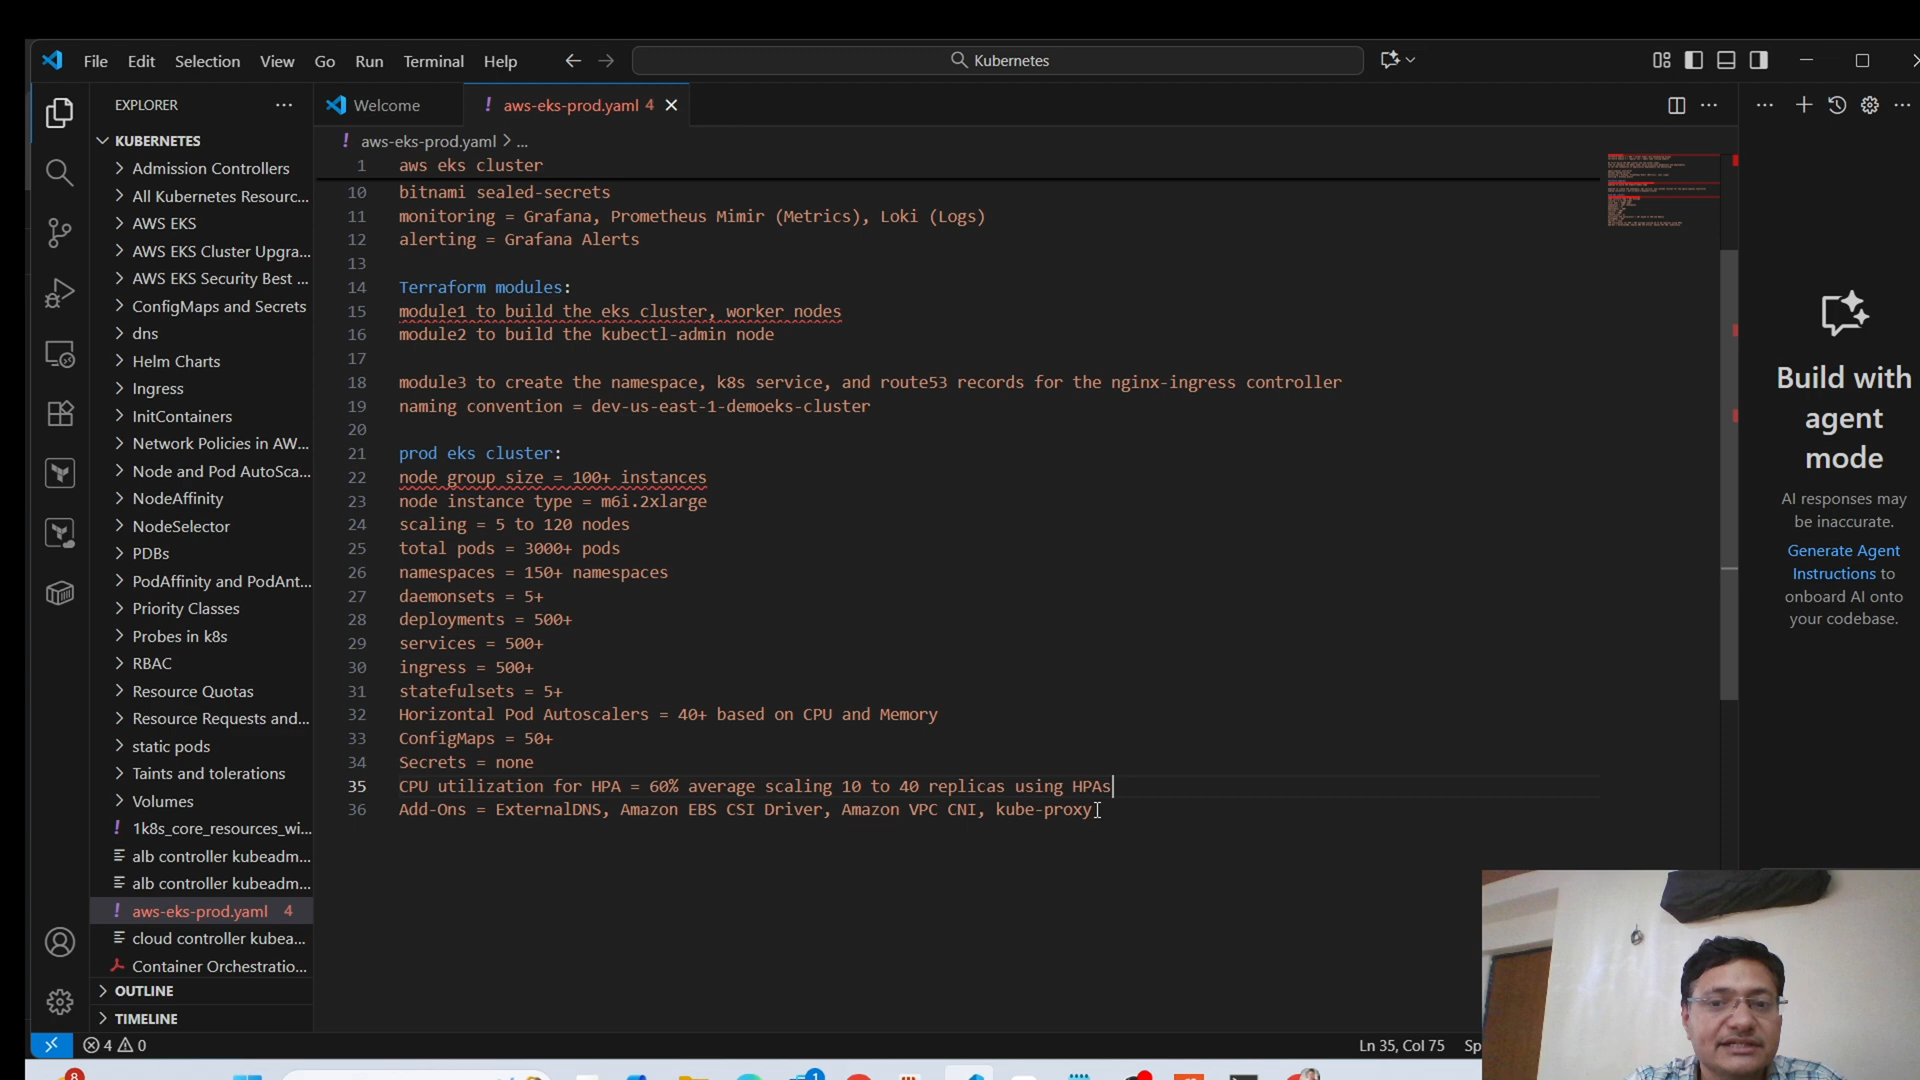 File Edit Selection View Go Run Terminal Help
Kubernetes
EXPLORER
Welcome
aws-eks-prod.yaml 4
KUBERNETES
Admission Controllers
All Kubernetes Resourc...
AWS EKS
AWS EKS Cluster Upgra...
AWS EKS Security Best ...
ConfigMaps and Secrets
dns
Helm Charts
Ingress
InitContainers
Network Policies in AW...
Node and Pod AutoSca...
NodeAffinity
NodeSelector
PDBs
PodAffinity and PodAnt...
Priority Classes
Probes in k8s
RBAC
Resource Quotas
Resource Requests and...
static pods
Taints and tolerations
Volumes
1k8s_core_resources_wi...
alb controller kubeadm...
alb controller kubeadm...
aws-eks-prod.yaml 4
cloud controller kubea...
Container Orchestratio...
OUTLINE
TIMELINE
aws-eks-prod.yaml > ...
1 aws eks cluster
10 bitnami sealed-secrets
11 monitoring = Grafana, Prometheus Mimir (Metrics), Loki (Logs)
12 alerting = Grafana Alerts
13
14 Terraform modules:
15 module1 to build the eks cluster, worker nodes
16 module2 to build the kubectl-admin node
17
18 module3 to create the namespace, k8s service, and route53 records for the nginx-ingress controller
19 naming convention = dev-us-east-1-demoeks-cluster
20
21 prod eks cluster:
22 node group size = 100+ instances
23 node instance type = m6i.2xlarge
24 scaling = 5 to 120 nodes
25 total pods = 3000+ pods
26 namespaces = 150+ namespaces
27 daemonsets = 5+
28 deployments = 500+
29 services = 500+
30 ingress = 500+
31 statefulsets = 5+
32 Horizontal Pod Autoscalers = 40+ based on CPU and Memory
33 ConfigMaps = 50+
34 Secrets = none
35 CPU utilization for HPA = 60% average scaling 10 to 40 replicas using HPAs
36 Add-Ons = ExternalDNS, Amazon EBS CSI Driver, Amazon VPC CNI, kube-proxy
Build with
agent
mode
AI responses may
be inaccurate.
Generate Agent
Instructions to
onboard AI onto
your codebase.
4 0
Ln 35, Col 75
8
1